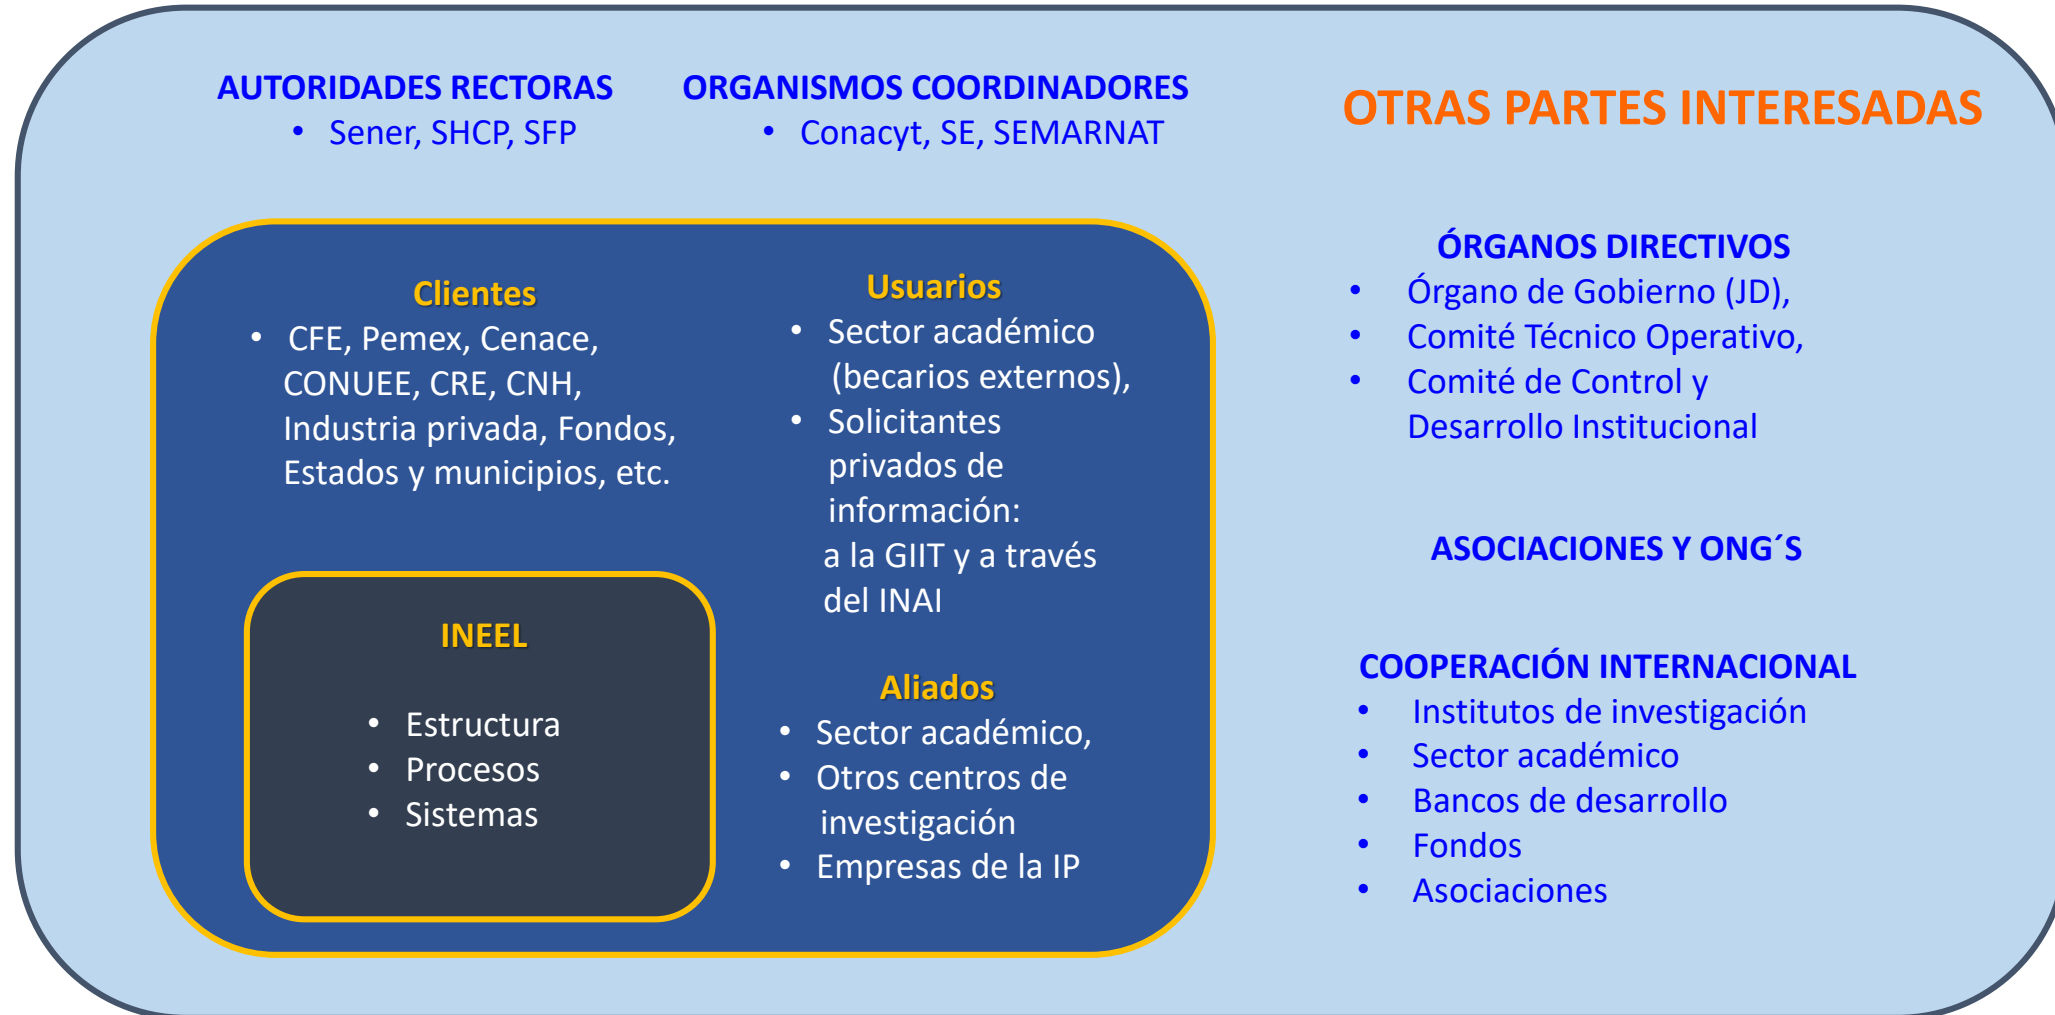 AUTORIDADES RECTORAS
• Sener, SHCP, SFP
ORGANISMOS COORDINADORES
• Conacyt, SE, SEMARNAT
OTRAS PARTES INTERESADAS
Clientes
• CFE, Pemex, Cenace,
CONUEE, CRE, CNH,
Industria privada, Fondos,
Estados y municipios, etc.
Usuarios
• Sector académico
(becarios externos),
• Solicitantes
privados de
información:
a la GIIT y a través
del INAI
INEEL
• Estructura
• Procesos
• Sistemas
Aliados
• Sector académico,
• Otros centros de
investigación
• Empresas de la IP
ÓRGANOS DIRECTIVOS
• Órgano de Gobierno (JD),
• Comité Técnico Operativo,
• Comité de Control y
Desarrollo Institucional
ASOCIACIONES Y ONG´S
COOPERACIÓN INTERNACIONAL
• Institutos de investigación
• Sector académico
• Bancos de desarrollo
• Fondos
• Asociaciones